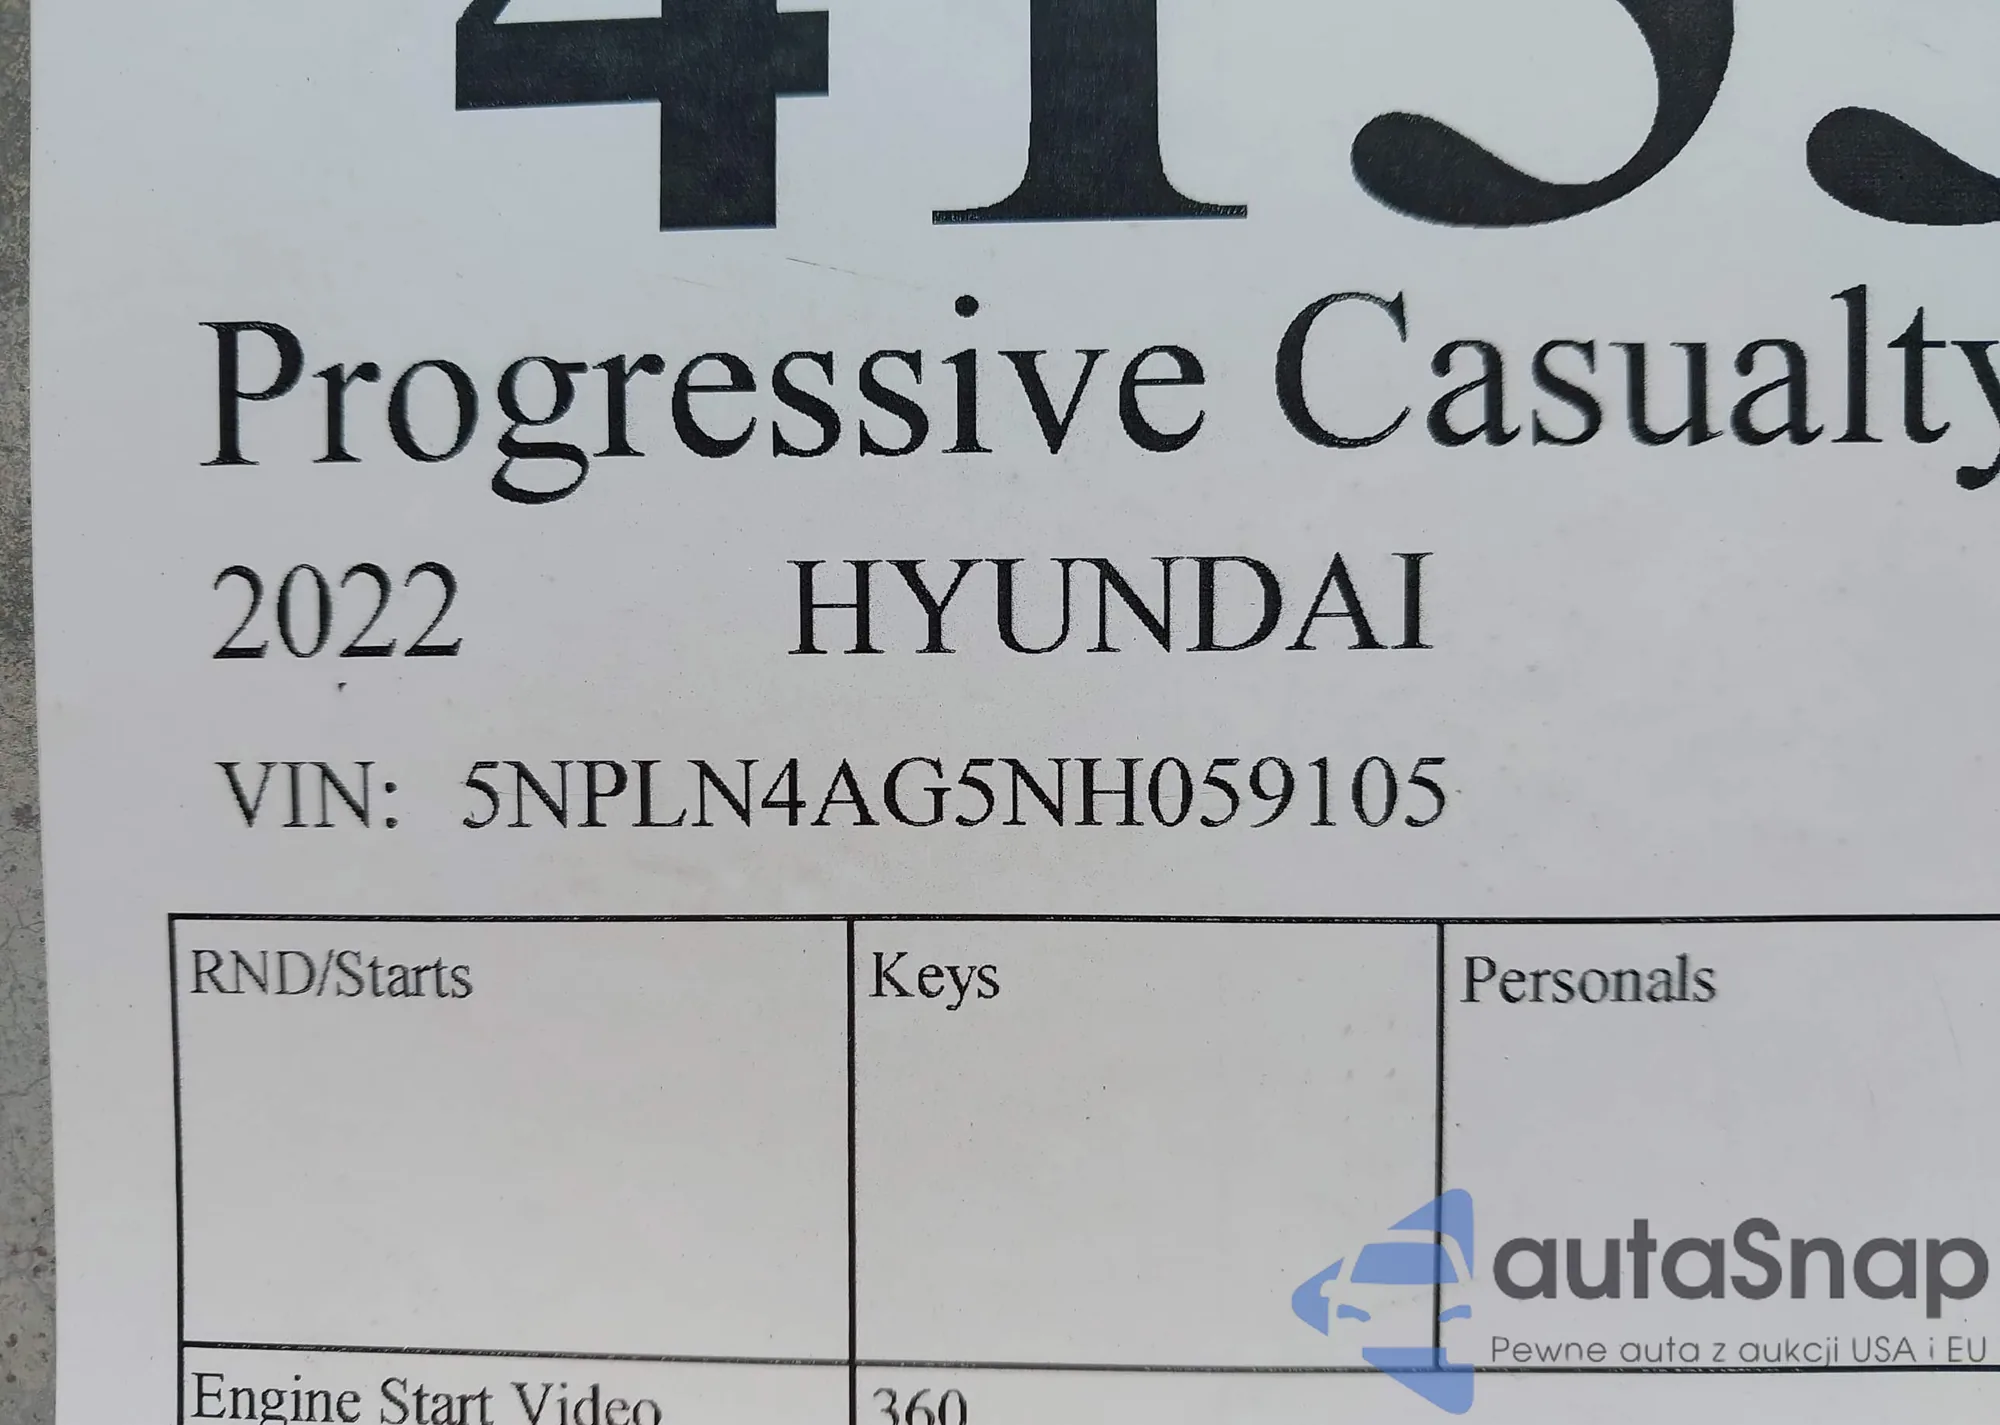 41
Progressive Casualty
2022 HYUNDAI
VIN: 5NPLN4AG5NH059105
RND/Starts Keys Personals
Engine Start Video 360
autaSnap
Pewne auta z aukcji USA i EU